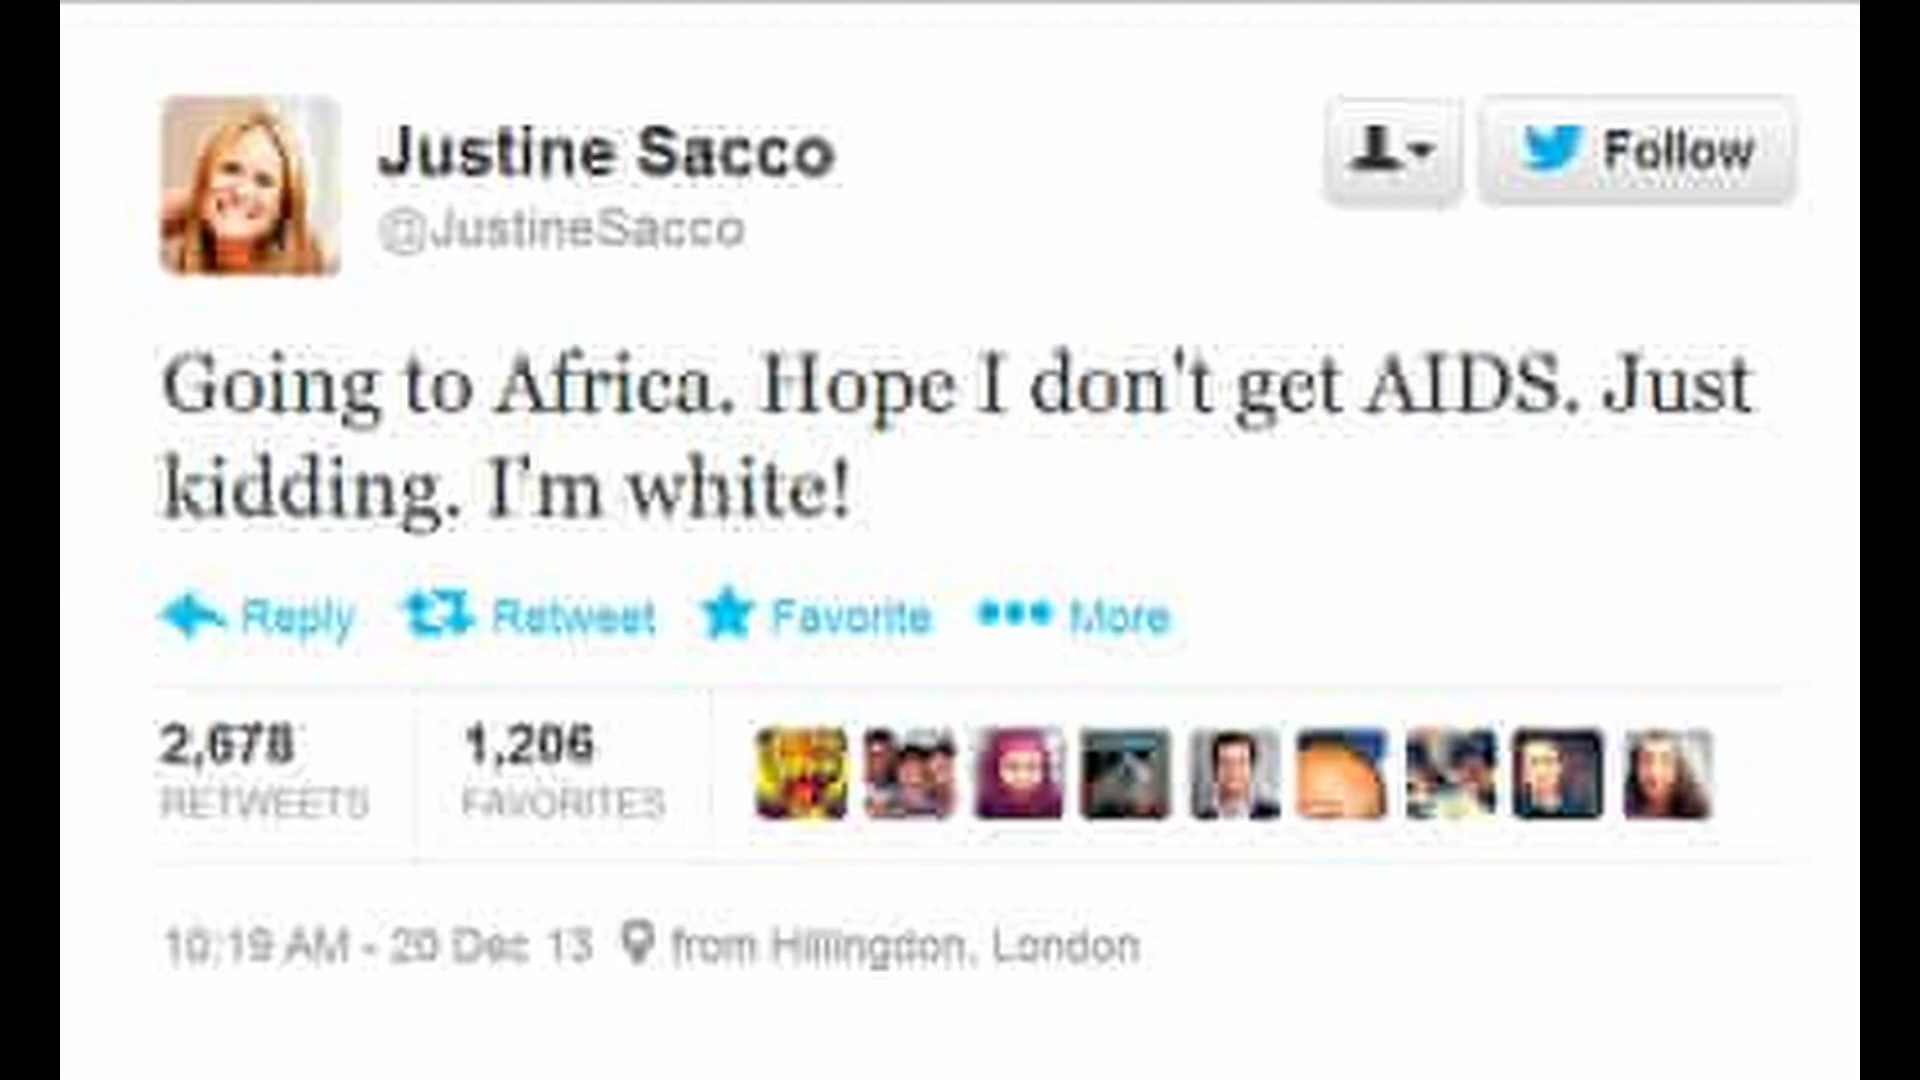 Justine Sacco
@JustineSacco
Follow
Going to Africa. Hope I don't get AIDS. Just
kidding. I'm white!
Reply Retweet Favorite More
2,678 1,206
RETWEETS FAVORITES
10:19 AM - 20 Dec 13 from Hillingdon, London